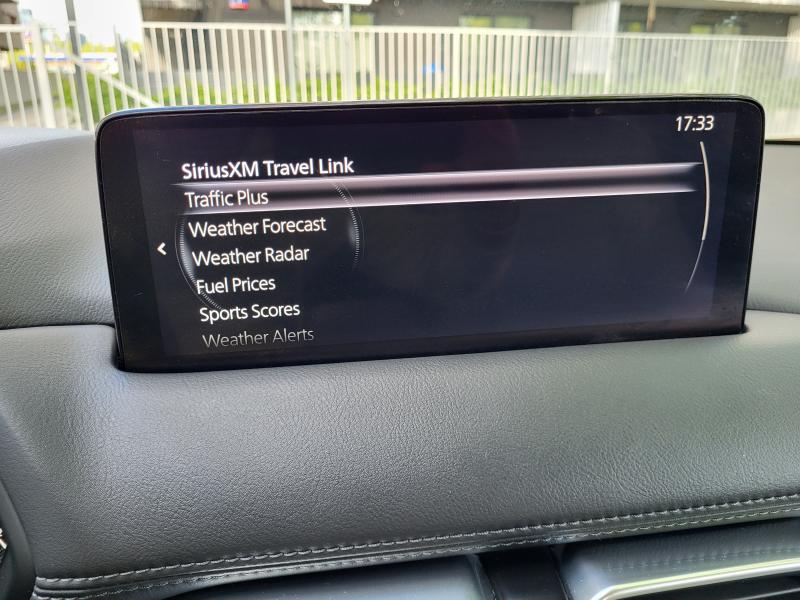 17:33
SiriusXM Travel Link
Traffic Plus
Weather Forecast
Weather Radar
Fuel Prices
Sports Scores
Weather Alerts